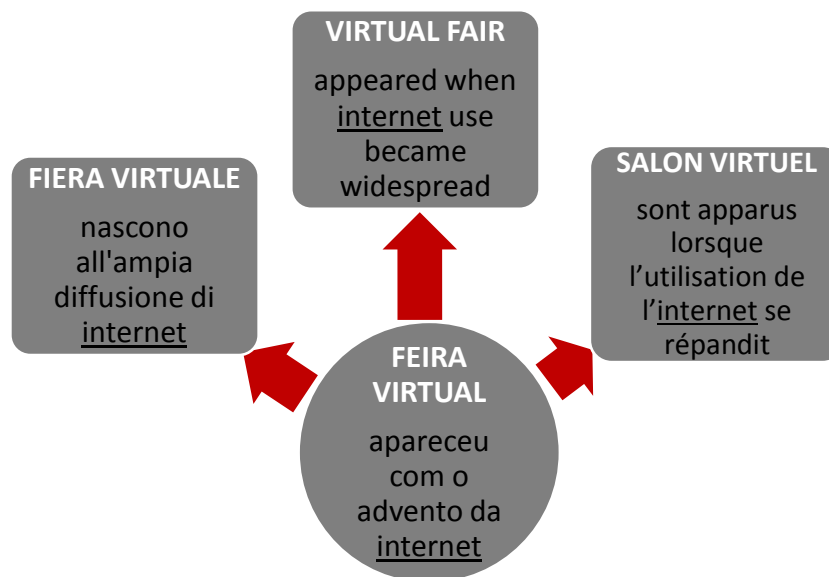 VIRTUAL FAIR
appeared when
internet use
became
widespread
FIERA VIRTUALE
nascono
all'ampia
diffusione di
internet
SALON VIRTUEL
sont apparus
lorsque
l’utilisation de
l’internet se
répandit
FEIRA
VIRTUAL
apareceu
com o
advento da
internet